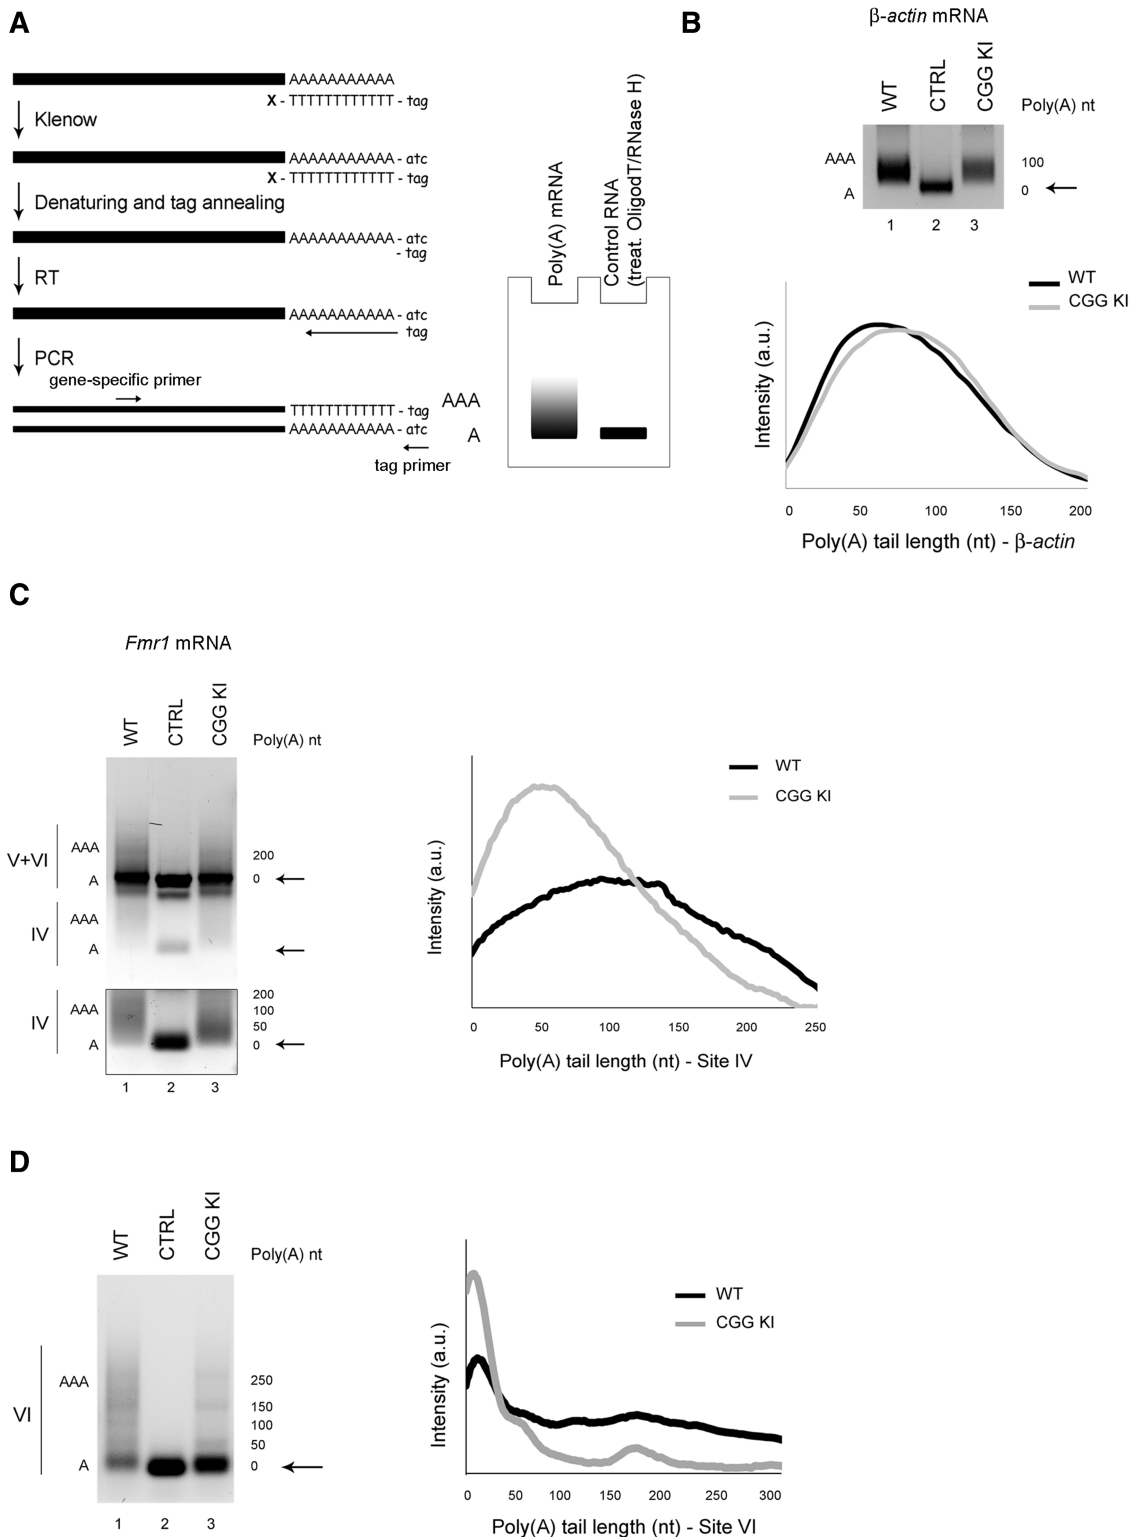 A
AAAAAAAAAAA
X - TTTTTTTTTTTT - tag
Klenow
AAAAAAAAAAA - atc
X - TTTTTTTTTTTT - tag
Denaturing and tag annealing
AAAAAAAAAAA - atc
- tag
RT
AAAAAAAAAAA - atc
tag
PCR
gene-specific primer
TTTTTTTTTTTT - tag
AAAAAAAAAAA - atc
tag primer
Poly(A) mRNA
Control RNA
(treat. OligodT/RNase H)
AAA
A
B
β-actin mRNA
WT
CTRL
CGG KI
Poly(A) nt
AAA
A
100
0
1 2 3
WT
CGG KI
Intensity (a.u.)
0 50 100 150 200
Poly(A) tail length (nt) - β-actin
C
Fmr1 mRNA
WT
CTRL
CGG KI
Poly(A) nt
V+VI
AAA
A
200
0
IV
AAA
A
IV
AAA
A
200
100
50
0
1 2 3
WT
CGG KI
Intensity (a.u.)
0 50 100 150 200 250
Poly(A) tail length (nt) - Site IV
D
WT
CTRL
CGG KI
Poly(A) nt
VI
AAA
A
250
150
100
50
0
1 2 3
WT
CGG KI
Intensity (a.u.)
0 50 100 150 200 250 300
Poly(A) tail length (nt) - Site VI